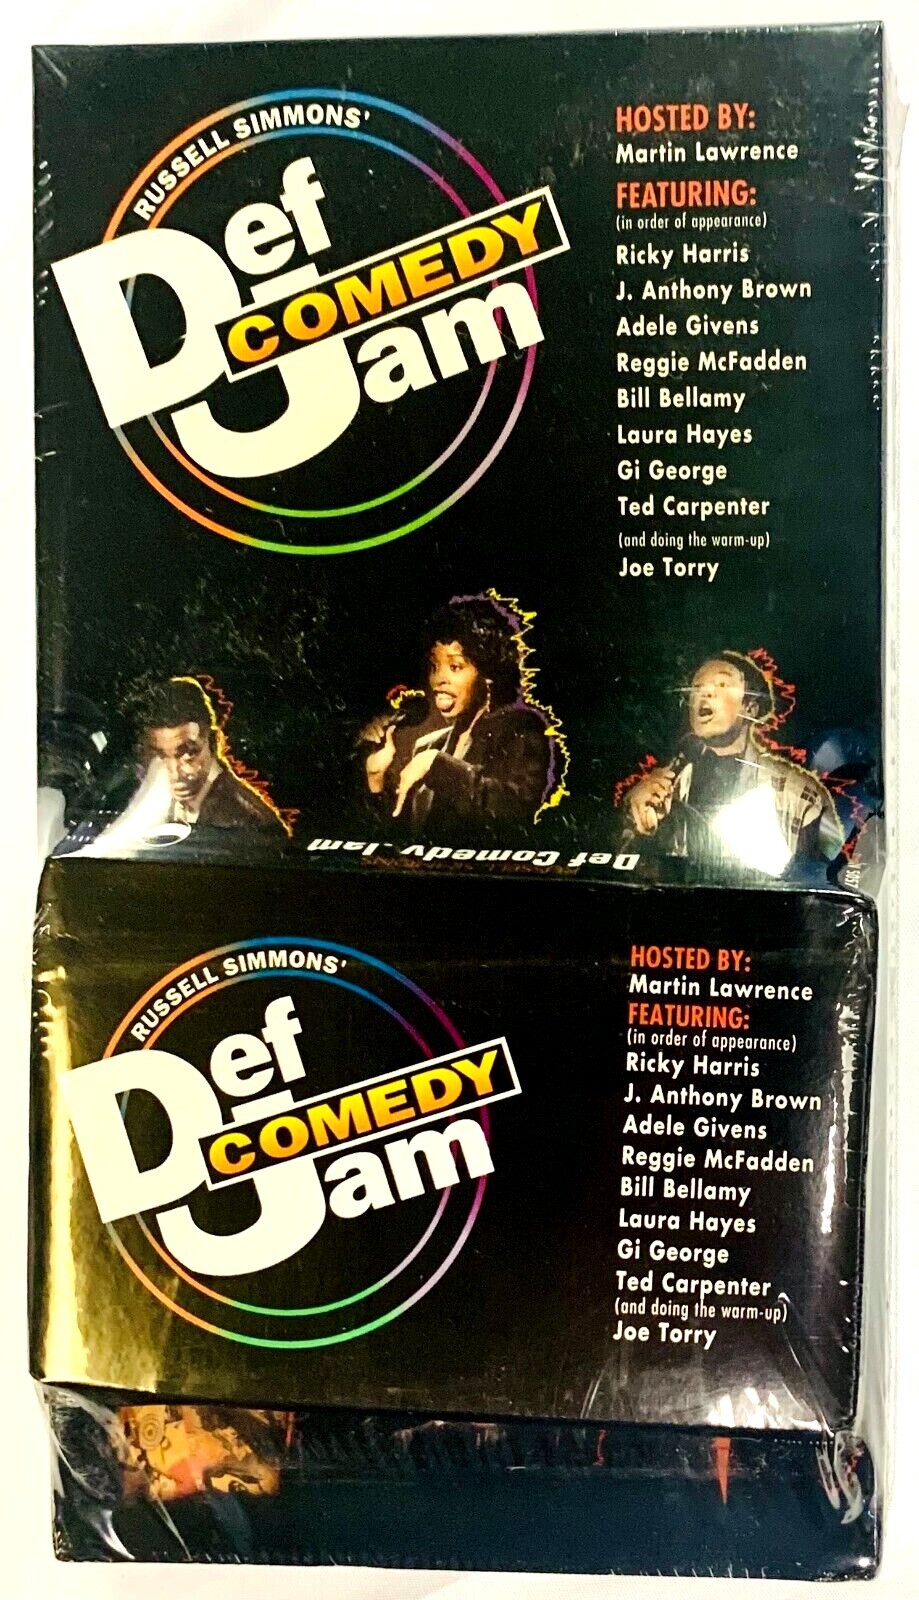 RUSSELL SIMMONS'
Def
COMEDY
Jam
HOSTED BY:
Martin Lawrence
FEATURING:
(in order of appearance)
Ricky Harris
J. Anthony Brown
Adele Givens
Reggie McFadden
Bill Bellamy
Laura Hayes
Gi George
Ted Carpenter
(and doing the warm-up)
Joe Torry
Def Comedy Jam
RUSSELL SIMMONS'
Def
COMEDY
Jam
HOSTED BY:
Martin Lawrence
FEATURING:
(in order of appearance)
Ricky Harris
J. Anthony Brown
Adele Givens
Reggie McFadden
Bill Bellamy
Laura Hayes
Gi George
Ted Carpenter
(and doing the warm-up)
Joe Torry